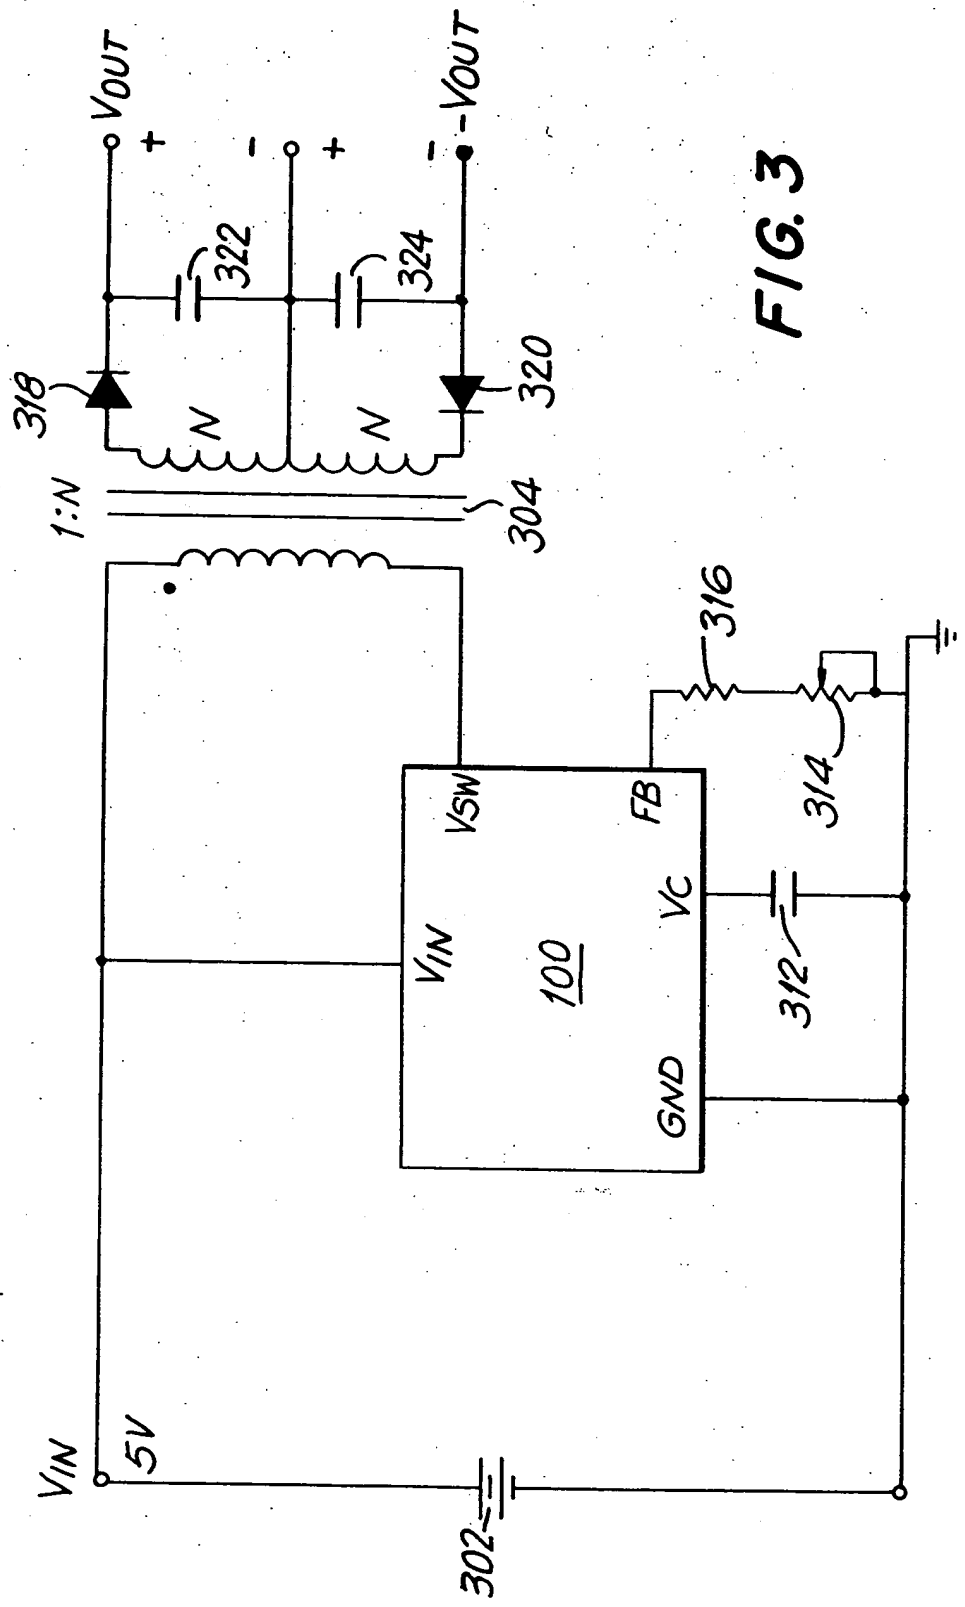 VIN
5V
302
VIN
100
GND
VC
FB
VSW
312
314
316
1:N
304
N
N
318
320
322
324
VOUT
+
-
+
-
-VOUT
FIG. 3